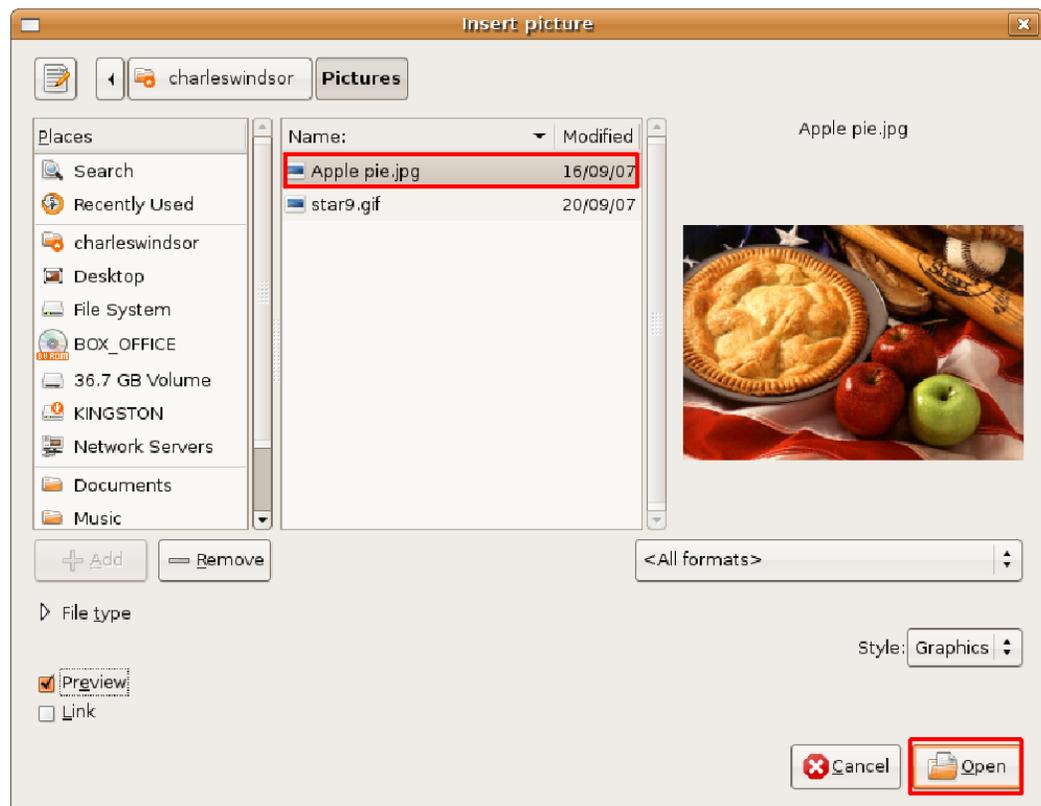 Insert picture
charleswindsor Pictures
Places
Search
Recently Used
charleswindsor
Desktop
File System
BOX_OFFICE
36.7 GB Volume
KINGSTON
Network Servers
Documents
Music
Name: Modified
Apple pie.jpg 16/09/07
star9.gif 20/09/07
Apple pie.jpg
Add Remove
<All formats>
File type
Style: Graphics
Preview
Link
Cancel Open